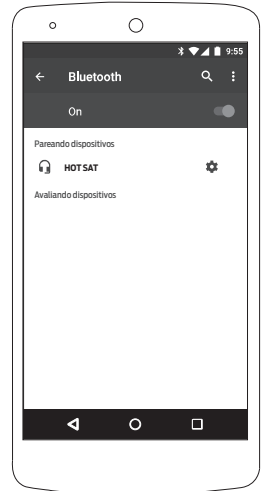 9:55
Bluetooth
On
Pareando dispositivos
HOT SAT
Avaliando dispositivos